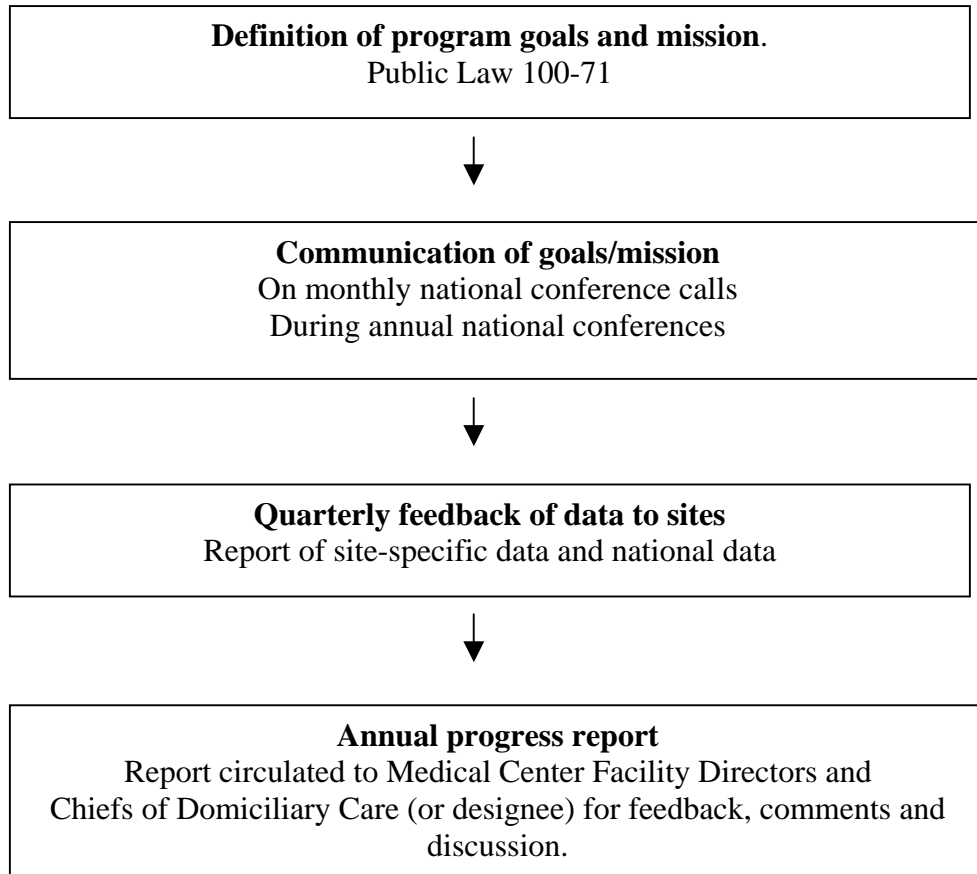 Definition of program goals and mission.
Public Law 100-71
Communication of goals/mission
On monthly national conference calls
During annual national conferences
Quarterly feedback of data to sites
Report of site-specific data and national data
Annual progress report
Report circulated to Medical Center Facility Directors and
Chiefs of Domiciliary Care (or designee) for feedback, comments and
discussion.